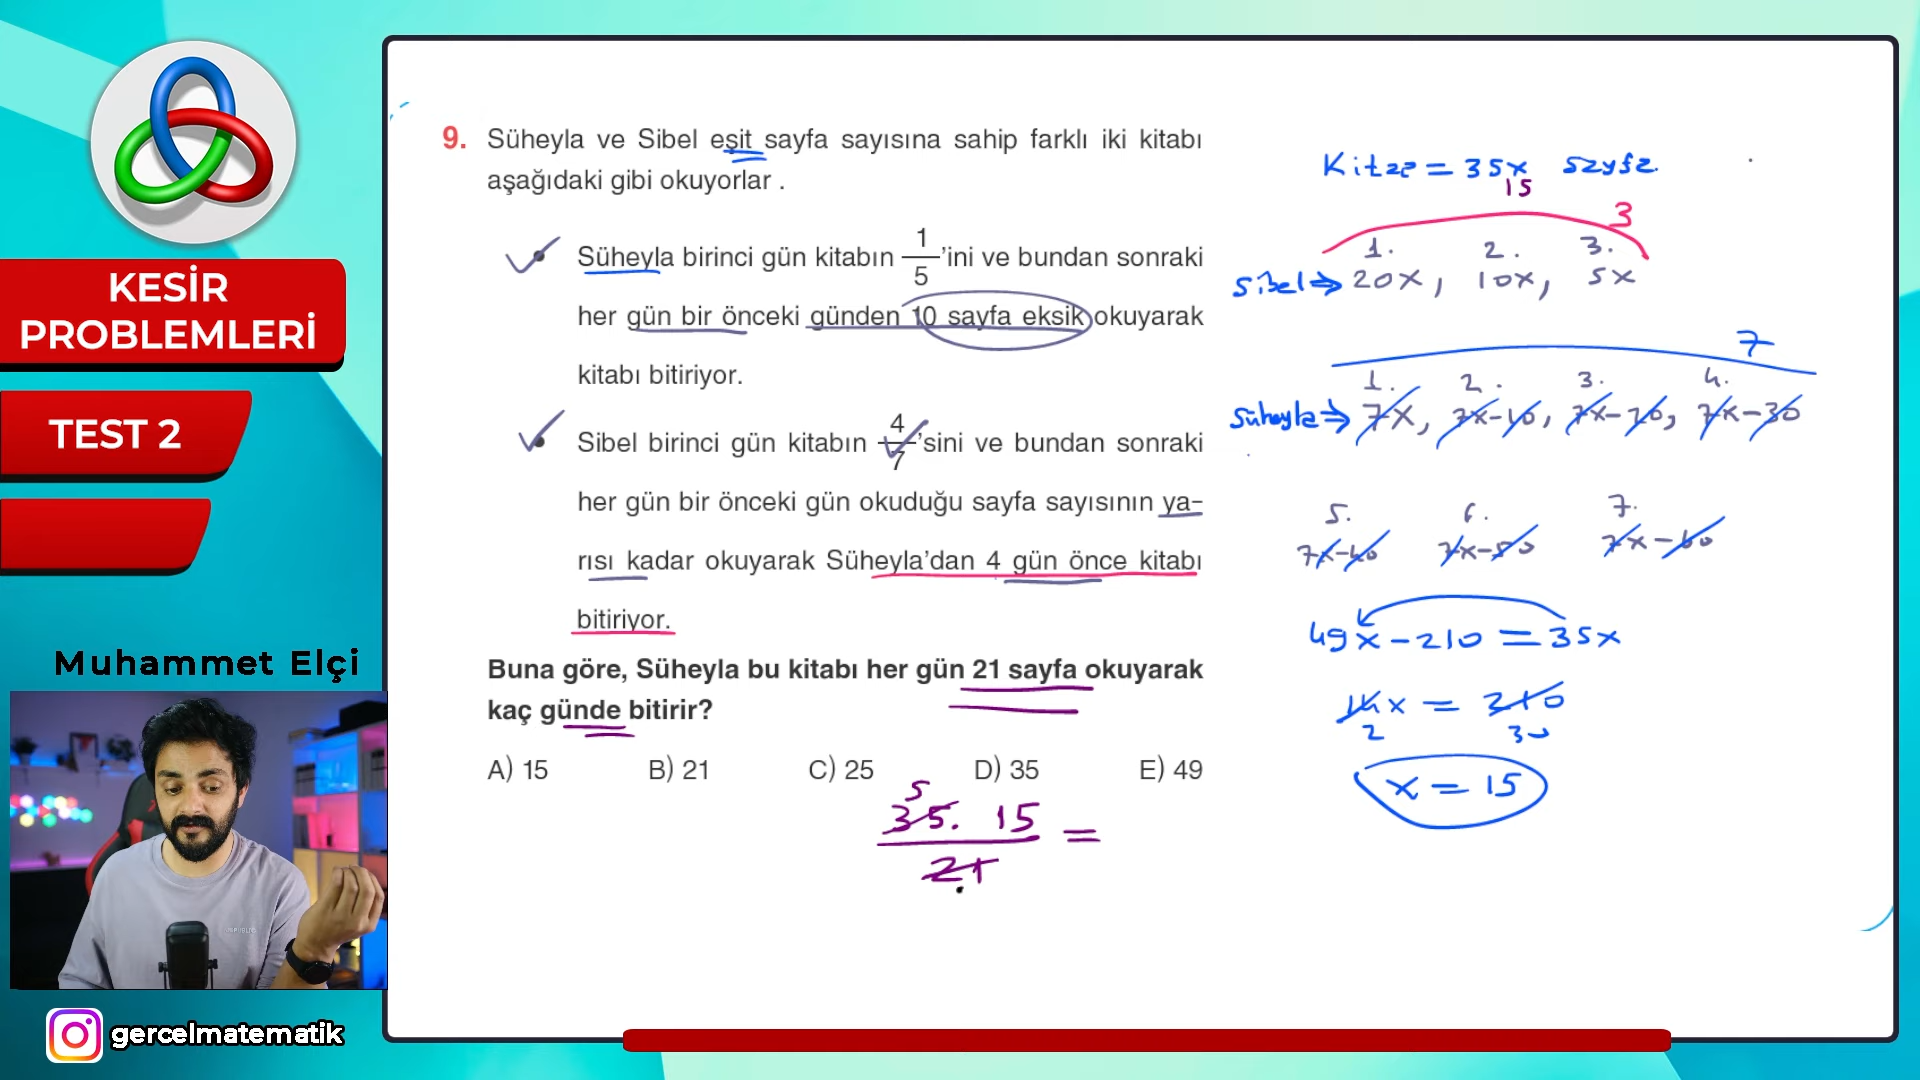 KESİR
PROBLEMLERİ
TEST 2
Muhammet Elçi
gercelmatematik
9. Süheyla ve Sibel eşit sayfa sayısına sahip farklı iki kitabı
aşağıdaki gibi okuyorlar .
• Süheyla birinci gün kitabın 1/5 'ini ve bundan sonraki
her gün bir önceki günden 10 sayfa eksik okuyarak
kitabı bitiriyor.
• Sibel birinci gün kitabın 4/7 'sini ve bundan sonraki
her gün bir önceki gün okuduğu sayfa sayısının ya-
rısı kadar okuyarak Süheyla'dan 4 gün önce kitabı
bitiriyor.
Buna göre, Süheyla bu kitabı her gün 21 sayfa okuyarak
kaç günde bitirir?
A) 15 B) 21 C) 25 D) 35 E) 49
5
35. 15 =
21
Kitap = 35x sayfa
15
3
1. 2. 3.
Sibel → 20x, 10x, 5x
7
1. 2. 3. 4.
Süheyla → 7x, 7x-10, 7x-20, 7x-30
5. 6. 7.
7x-40 7x-50 7x-60
49x-210 = 35x
14x = 210
2 30
x = 15